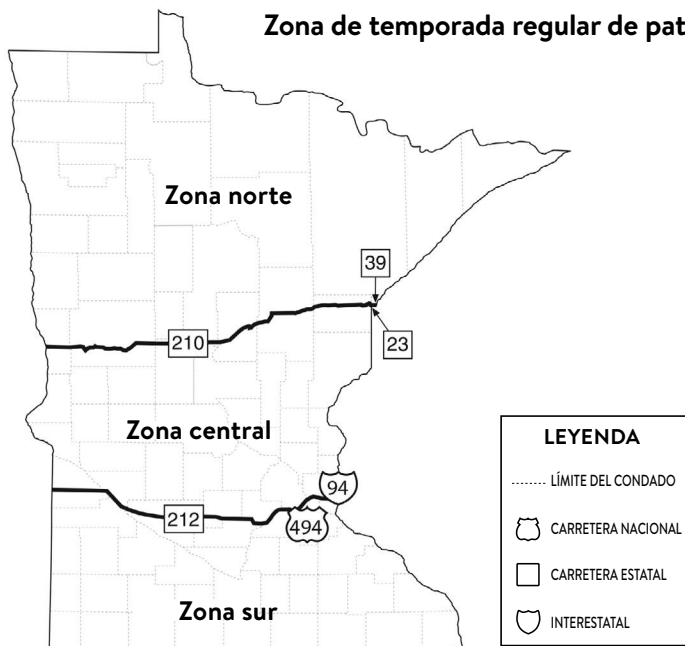 Zona de temporada regular de pat
Zona norte
39
210
23
Zona central
94
212
494
Zona sur
LEYENDA
LÍMITE DEL CONDADO
CARRETERA NACIONAL
CARRETERA ESTATAL
INTERESTATAL